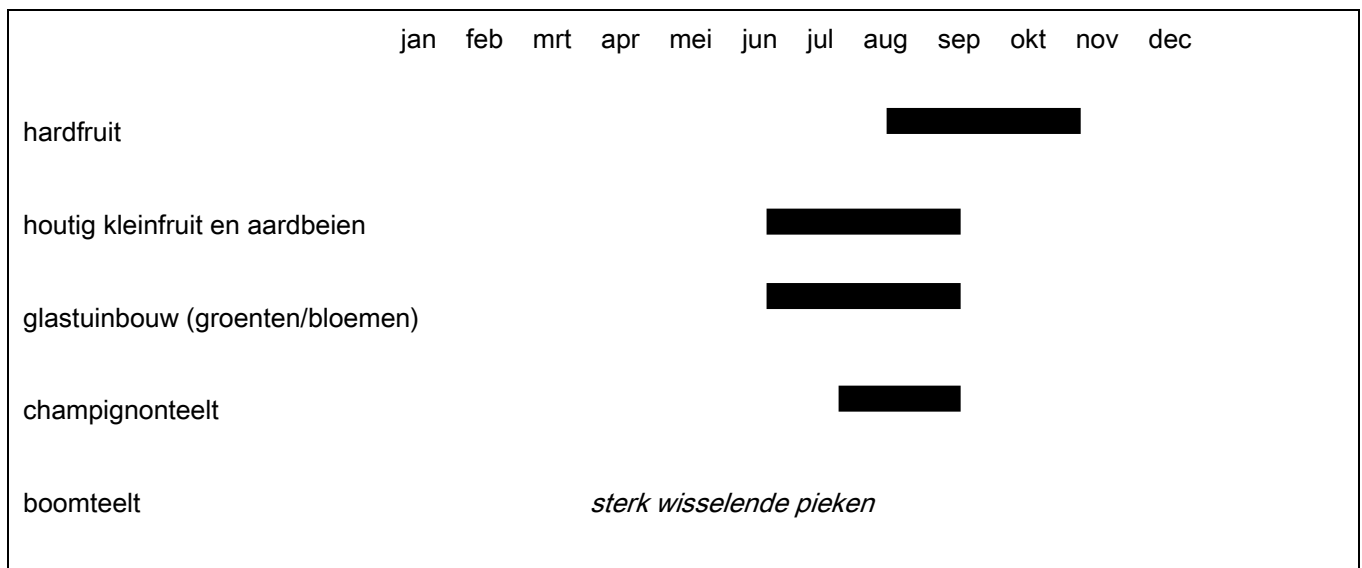 jan feb mrt apr mei jun jul aug sep okt nov dec
hardfruit
houtig kleinfruit en aardbeien
glastuinbouw (groenten/bloemen)
champignonteelt
boomteelt sterk wisselende pieken